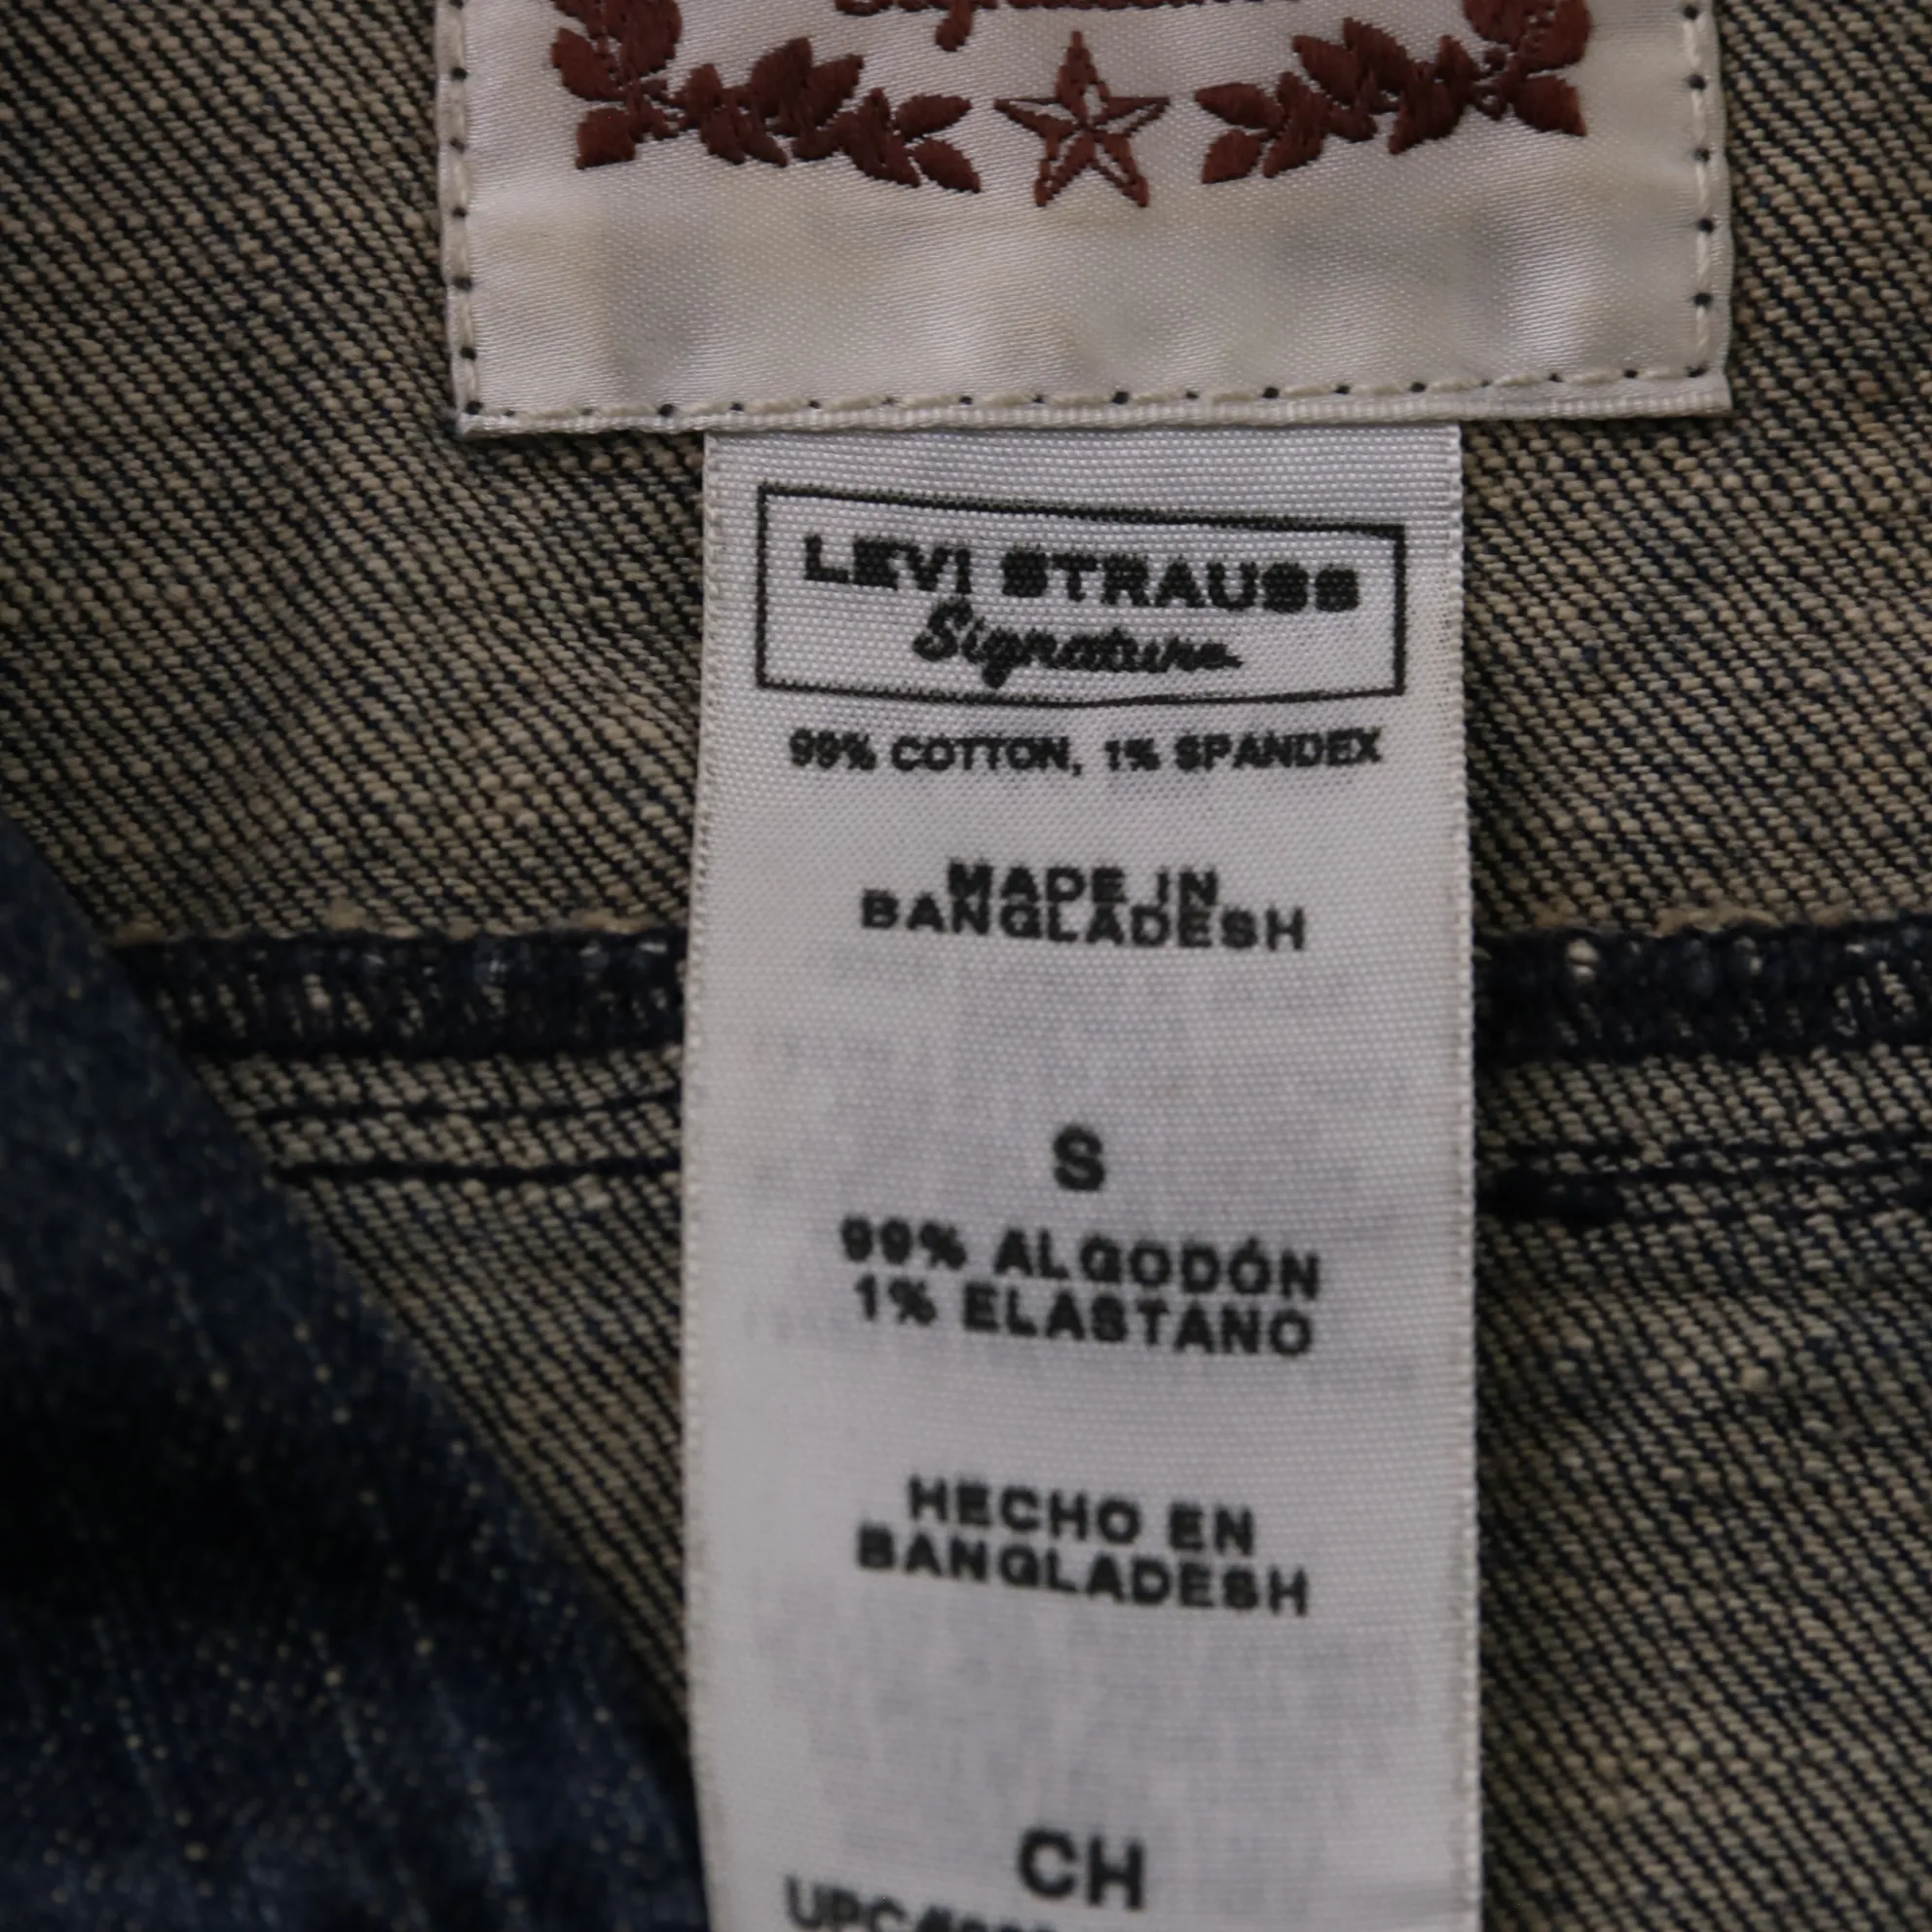 LEVI STRAUSS
Signature
99% COTTON, 1% SPANDEX
MADE IN
BANGLADESH
S
99% ALGODÓN
1% ELASTANO
HECHO EN
BANGLADESH
CH